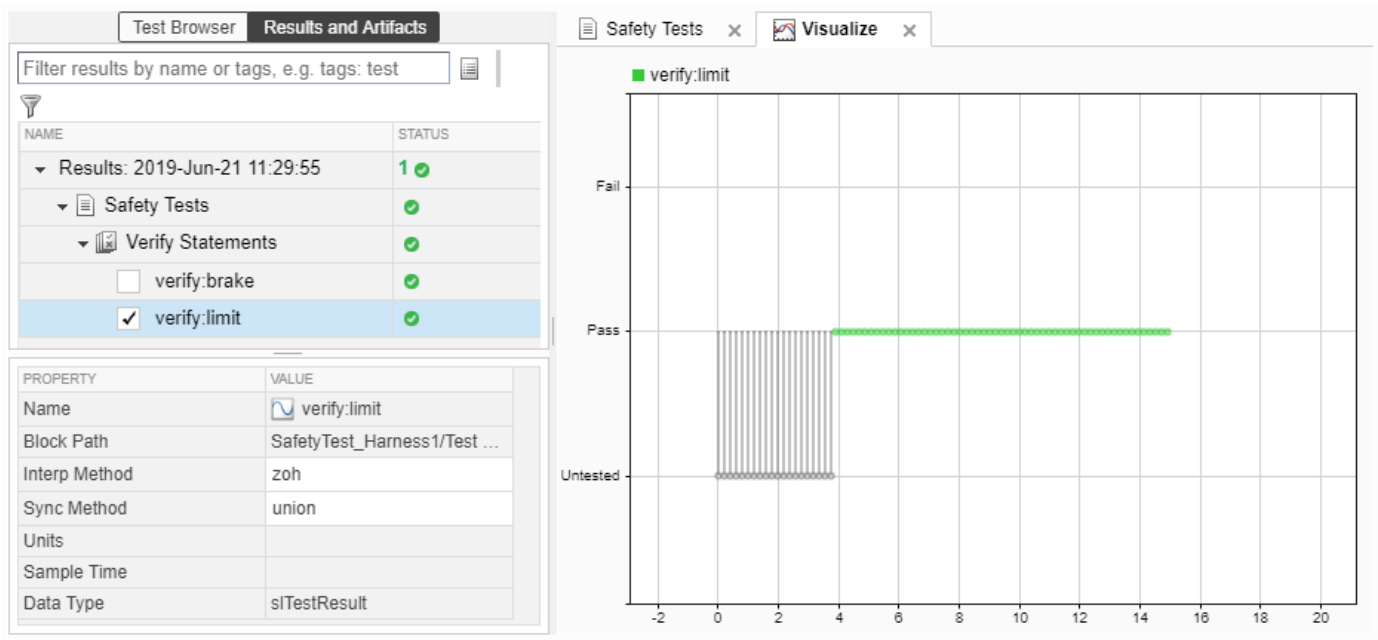 Test Browser
Results and Artifacts
Filter results by name or tags, e.g. tags: test
NAME STATUS
Results: 2019-Jun-21 11:29:55 1
Safety Tests
Verify Statements
verify:brake
verify:limit
PROPERTY VALUE
Name verify:limit
Block Path SafetyTest_Harness1/Test ...
Interp Method zoh
Sync Method union
Units
Sample Time
Data Type slTestResult
Safety Tests
Visualize
verify:limit
Fail
Pass
Untested
-2 0 2 4 6 8 10 12 14 16 18 20